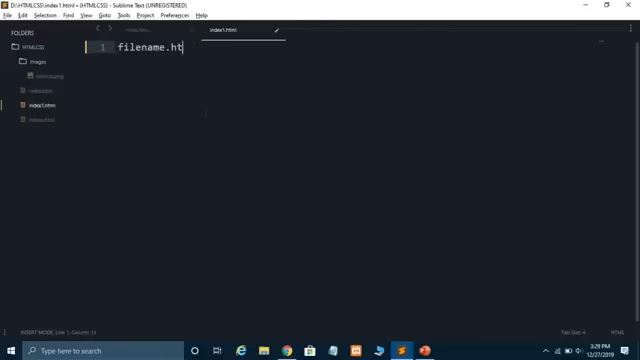 D:\HTMLCSS\index1.html • (HTMLCSS) - Sublime Text (UNREGISTERED)
File Edit Selection Find View Goto Tools Project Preferences Help
FOLDERS
index1.html
HTMLCSS
1 filename.ht
images
index1.html
INSERT MODE, Line 1, Column 12
Tab Size: 4
HTML
Type here to search
3:29 PM
12/27/2019